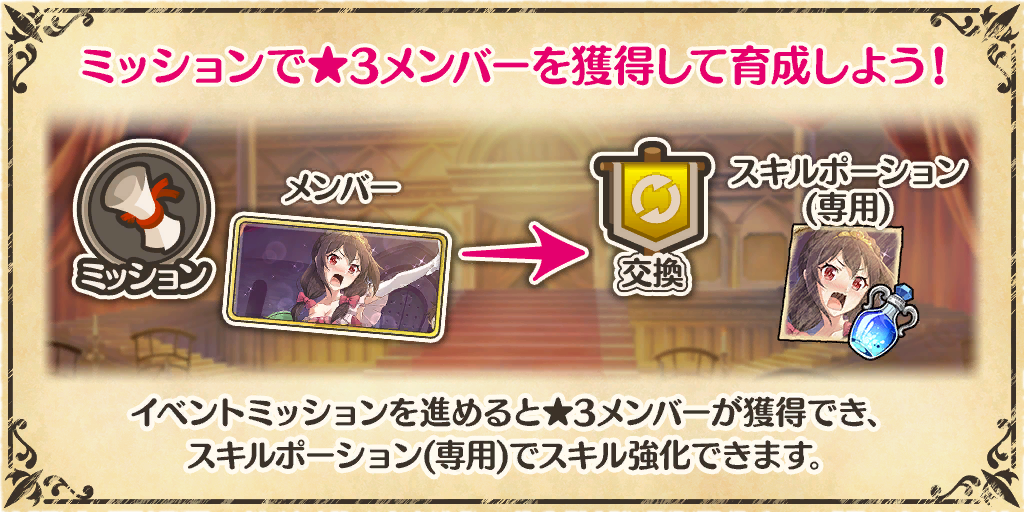 ミッションで★3メンバーを獲得して育成しよう!
ミッション
メンバー
交換
スキルポーション
(専用)
イベントミッションを進めると★3メンバーが獲得でき、
スキルポーション(専用)でスキル強化できます。